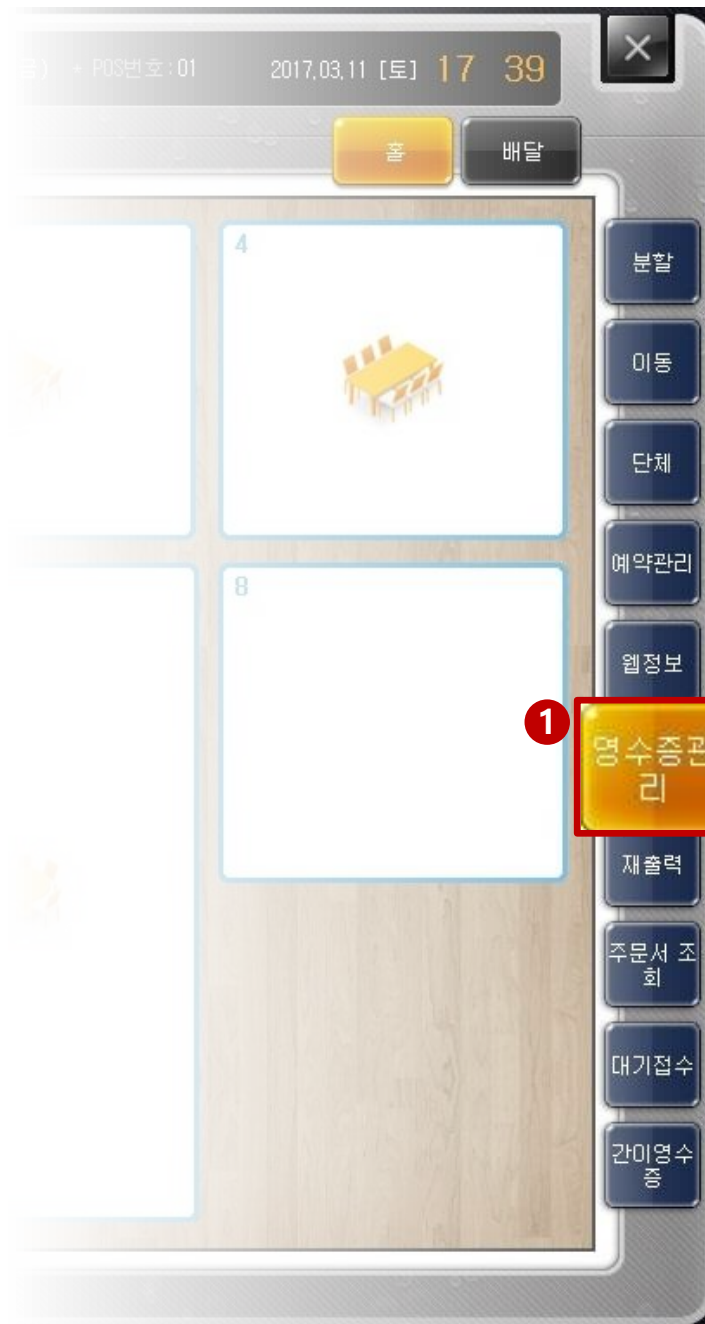 + POS번호:01
2017,03,11 [토] 17 39
홀
배달
4
8
분할
이동
단체
예약관리
웹정보
1
영수증관
리
재출력
주문서 조
회
대기접수
간이영수
증